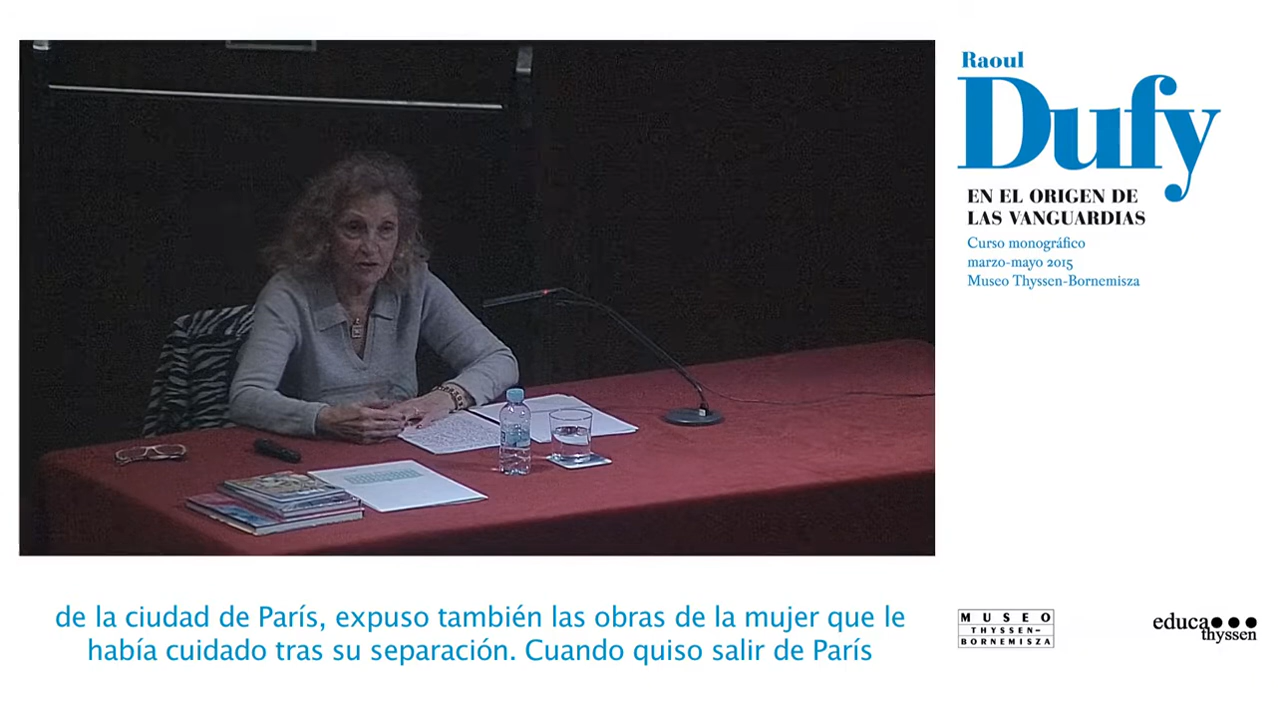 Raoul
Dufy
EN EL ORIGEN DE
LAS VANGUARDIAS
Curso monográfico
marzo-mayo 2015
Museo Thyssen-Bornemisza
de la ciudad de París, expuso también las obras de la mujer que le
había cuidado tras su separación. Cuando quiso salir de París
MUSEO
THYSSEN-
BORNEMISZA
educa
thyssen